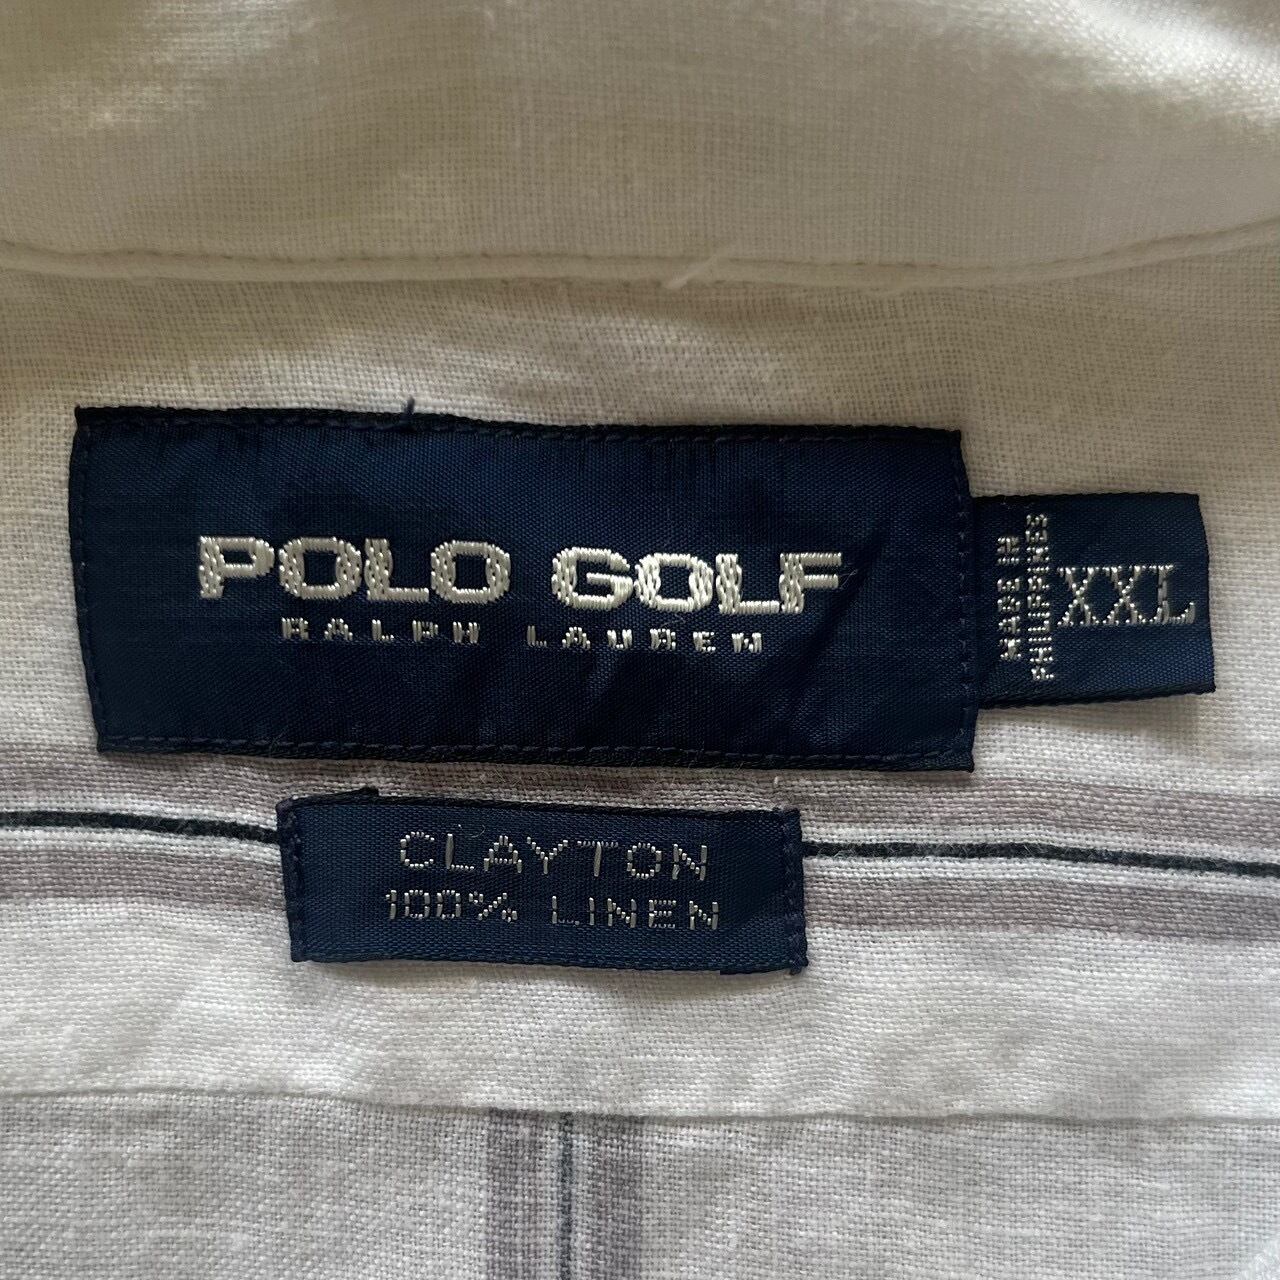 POLO GOLF
RALPH LAUREN
MADE IN
PHILIPPINES
XXL
CLAYTON
100% LINEN